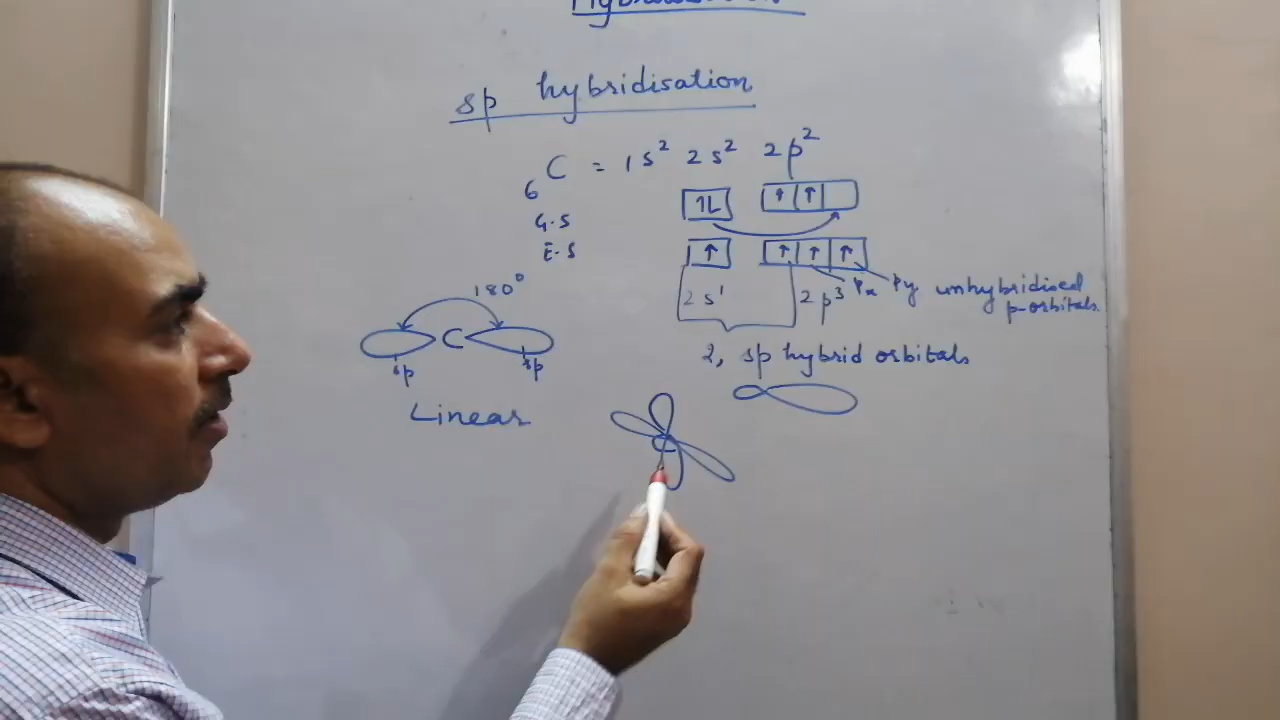 Hybridisation
sp hybridisation
₆C = 1s² 2s² 2p²
G.S ↑↓ ↑ ↑
E.S ↑ ↑ ↑ ↑
2s¹ 2p³ Px Py unhybridised
p-orbitals.
180°
C
sp sp
2, sp hybrid orbitals
Linear
C